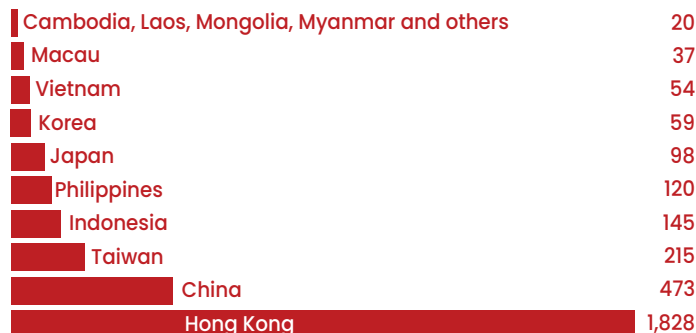 Cambodia, Laos, Mongolia, Myanmar and others 20
Macau 37
Vietnam 54
Korea 59
Japan 98
Philippines 120
Indonesia 145
Taiwan 215
China 473
Hong Kong 1,828